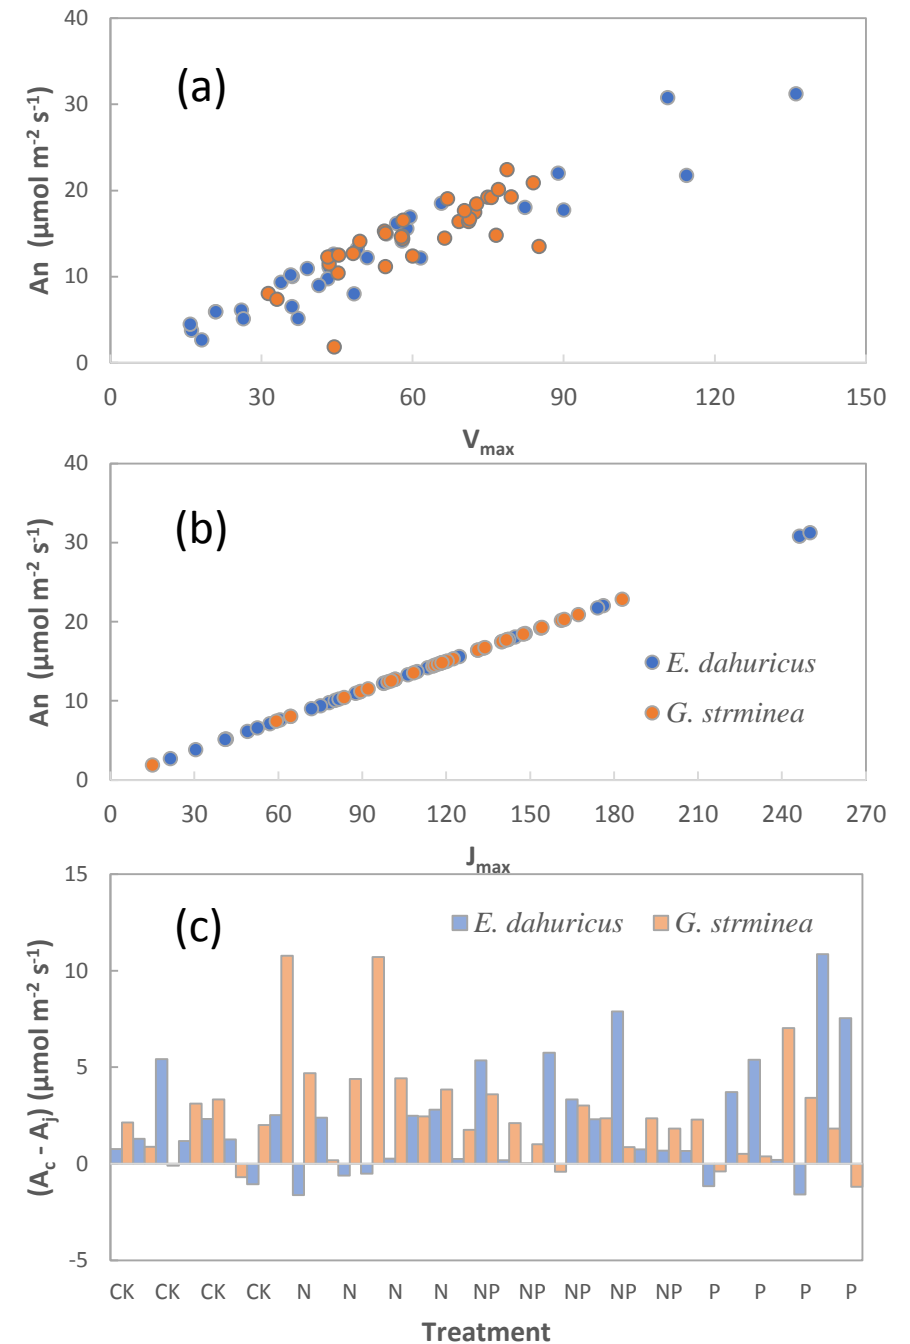 40
30
20
10
0
An (μmol m⁻² s⁻¹)
(a)
0 30 60 90 120 150
Vmax
40
30
20
10
0
An (μmol m⁻² s⁻¹)
(b)
E. dahuricus
G. strminea
0 30 60 90 120 150 180 210 240 270
Jmax
15
10
5
0
-5
(Ac - Aj) (μmol m⁻² s⁻¹)
(c)
E. dahuricus G. strminea
CK CK CK CK N N N N NP NP NP NP NP P P P P
Treatment